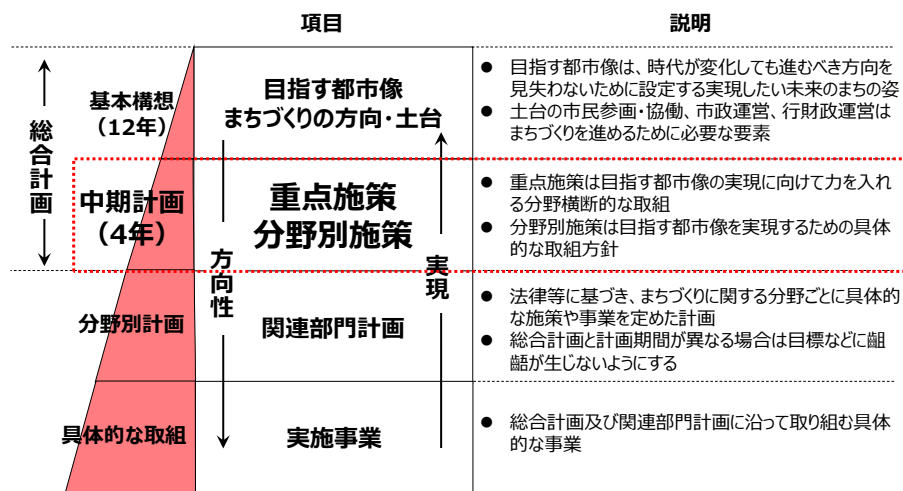 項目
説明
総合計画
基本構想
（12年）
目指す都市像
まちづくりの方向・土台
● 目指す都市像は、時代が変化しても進むべき方向を
見失わないために設定する実現したい未来のまちの姿
● 土台の市民参画・協働、市政運営、行財政運営は
まちづくりを進めるために必要な要素
中期計画
（4年）
重点施策
分野別施策
● 重点施策は目指す都市像の実現に向けて力を入れ
る分野横断的な取組
● 分野別施策は目指す都市像を実現するための具体
的な取組方針
方向性
実現
分野別計画
関連部門計画
● 法律等に基づき、まちづくりに関する分野ごとに具体的
な施策や事業を定めた計画
● 総合計画と計画期間が異なる場合は目標などに齟
齬が生じないようにする
具体的な取組
実施事業
● 総合計画及び関連部門計画に沿って取り組む具体
的な事業